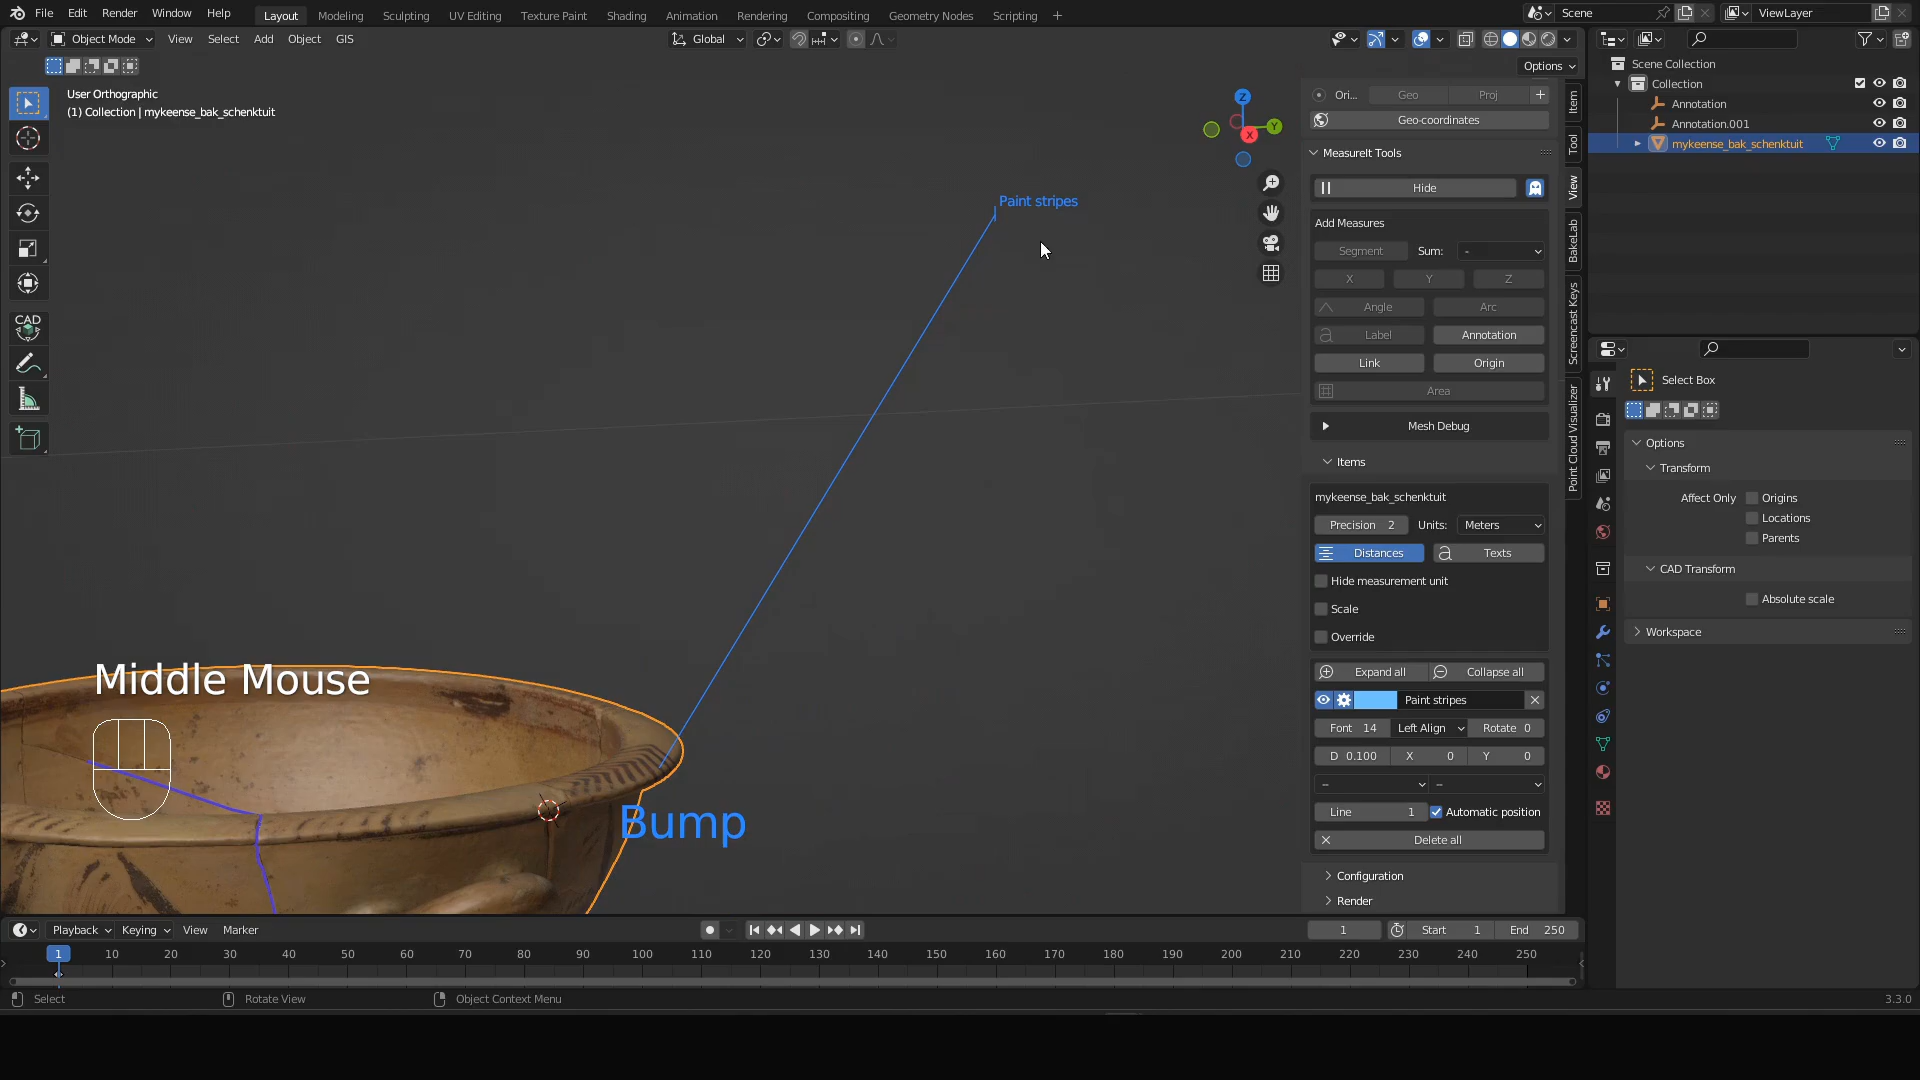 File Edit Render Window Help
Layout Modeling Sculpting UV Editing Texture Paint Shading Animation Rendering Compositing Geometry Nodes Scripting +
Scene
ViewLayer
Object Mode View Select Add Object GIS
Global
Options
User Orthographic
(1) Collection | mykeense_bak_schenktuit
Z
Y
X
Paint stripes
Bump
Middle Mouse
CAD
Ori... Geo Proj +
Geo-coordinates
MeasureIt Tools
Hide
Add Measures
Segment Sum: -
X Y Z
Angle Arc
Label Annotation
Link Origin
Area
Mesh Debug
Items
mykeense_bak_schenktuit
Precision 2 Units: Meters
Distances a Texts
Hide measurement unit
Scale
Override
Expand all Collapse all
Paint stripes
Font 14 Left Align Rotate 0
D 0.100 X 0 Y 0
-- --
Line 1 Automatic position
Delete all
Configuration
Render
Item
Tool
View
BakeLab
Screencast Keys
Point Cloud Visualizer
Scene Collection
Collection
Annotation
Annotation.001
mykeense_bak_schenktuit
Select Box
Options
Transform
Affect Only Origins
Locations
Parents
CAD Transform
Absolute scale
Workspace
Playback Keying View Marker
1 Start 1 End 250
1 10 20 30 40 50 60 70 80 90 100 110 120 130 140 150 160 170 180 190 200 210 220 230 240 250
Select Rotate View Object Context Menu
3.3.0